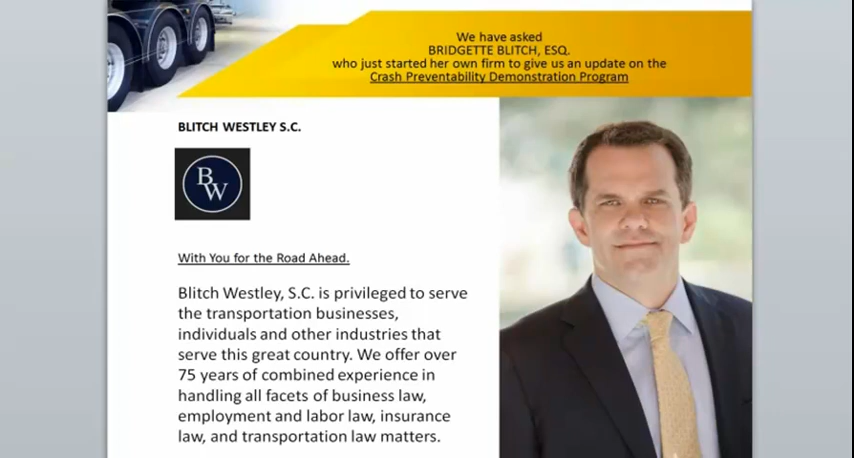 We have asked
BRIDGETTE BLITCH, ESQ.
who just started her own firm to give us an update on the
Crash Preventability Demonstration Program
BLITCH WESTLEY S.C.
BW
With You for the Road Ahead.
Blitch Westley, S.C. is privileged to serve
the transportation businesses,
individuals and other industries that
serve this great country. We offer over
75 years of combined experience in
handling all facets of business law,
employment and labor law, insurance
law, and transportation law matters.